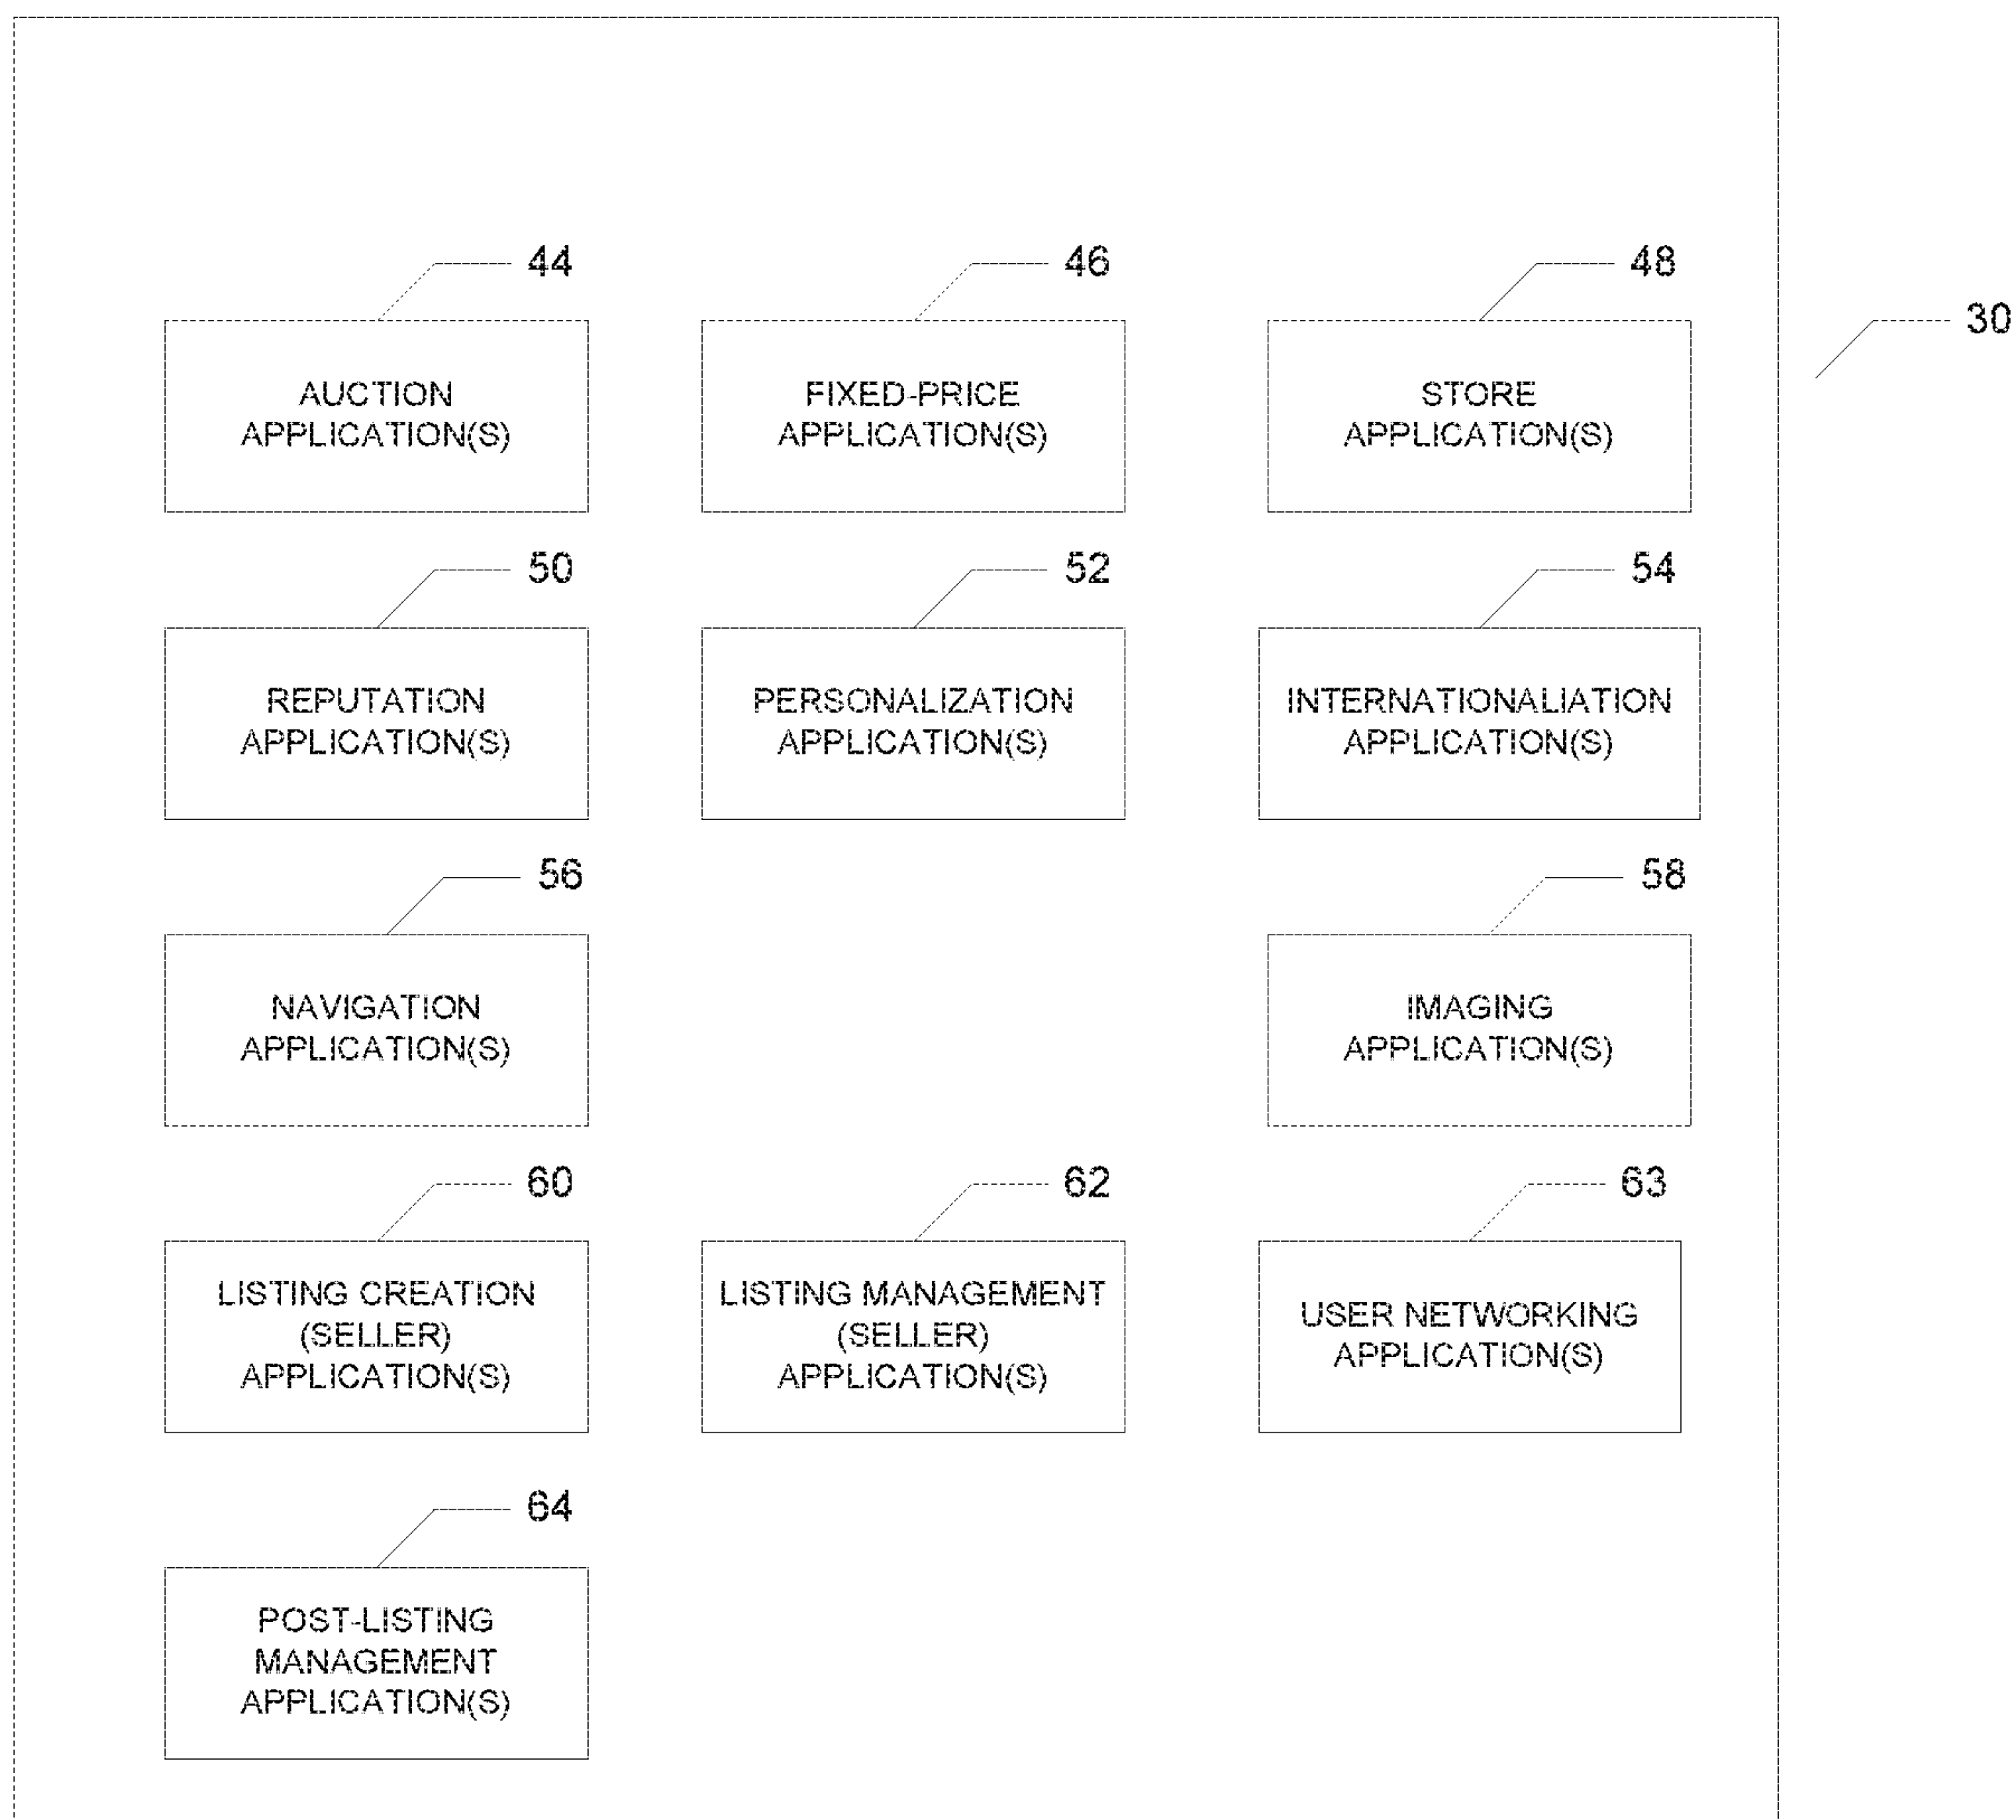 44
46
48
30
AUCTION
APPLICATION(S)
FIXED-PRICE
APPLICATION(S)
STORE
APPLICATION(S)
50
52
54
REPUTATION
APPLICATION(S)
PERSONALIZATION
APPLICATION(S)
INTERNATIONALIATION
APPLICATION(S)
56
58
NAVIGATION
APPLICATION(S)
IMAGING
APPLICATION(S)
60
62
63
LISTING CREATION
(SELLER)
APPLICATION(S)
LISTING MANAGEMENT
(SELLER)
APPLICATION(S)
USER NETWORKING
APPLICATION(S)
64
POST-LISTING
MANAGEMENT
APPLICATION(S)